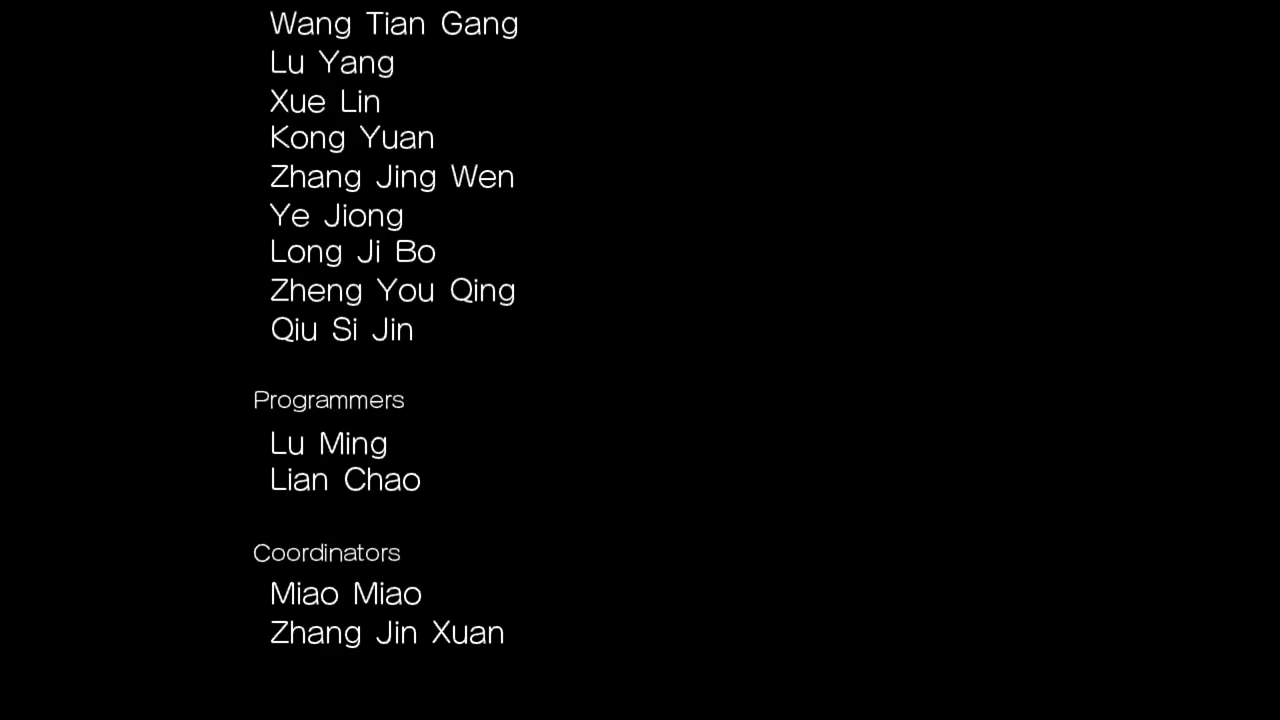 Wang Tian Gang
Lu Yang
Xue Lin
Kong Yuan
Zhang Jing Wen
Ye Jiong
Long Ji Bo
Zheng You Qing
Qiu Si Jin
Programmers
Lu Ming
Lian Chao
Coordinators
Miao Miao
Zhang Jin Xuan